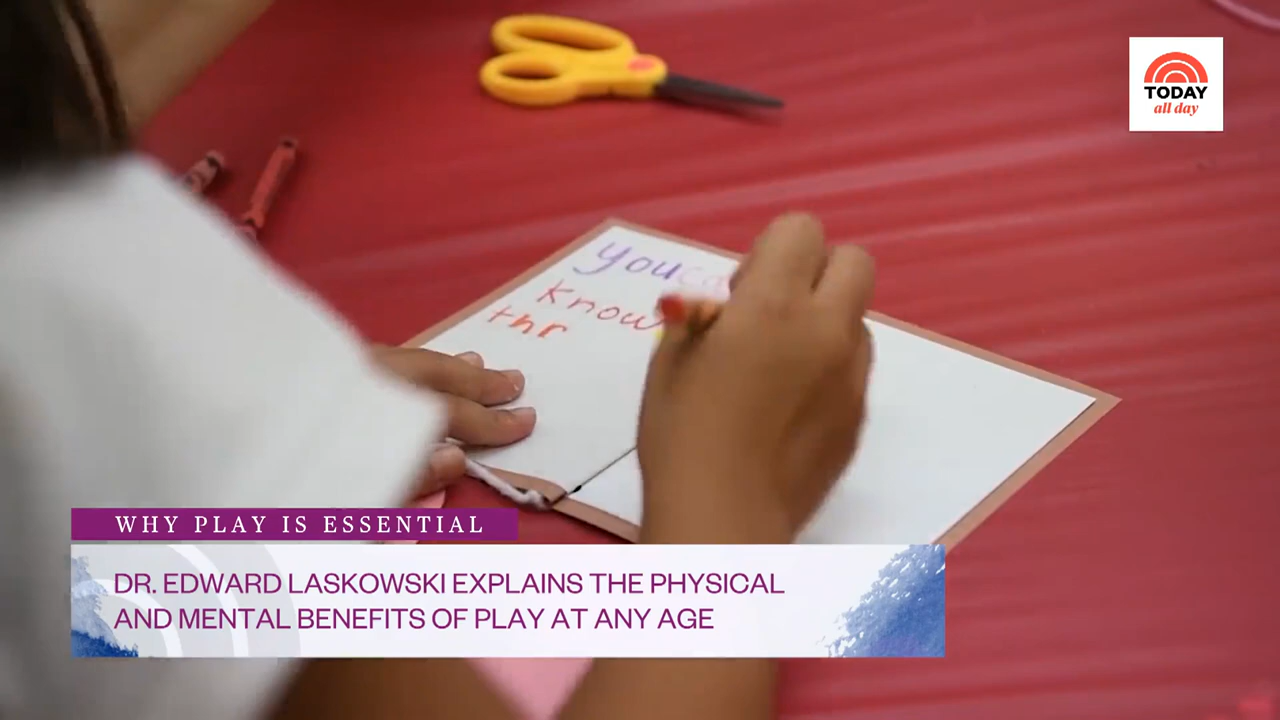 TODAY
all day
you
Know
thr
WHY PLAY IS ESSENTIAL
DR. EDWARD LASKOWSKI EXPLAINS THE PHYSICAL
AND MENTAL BENEFITS OF PLAY AT ANY AGE